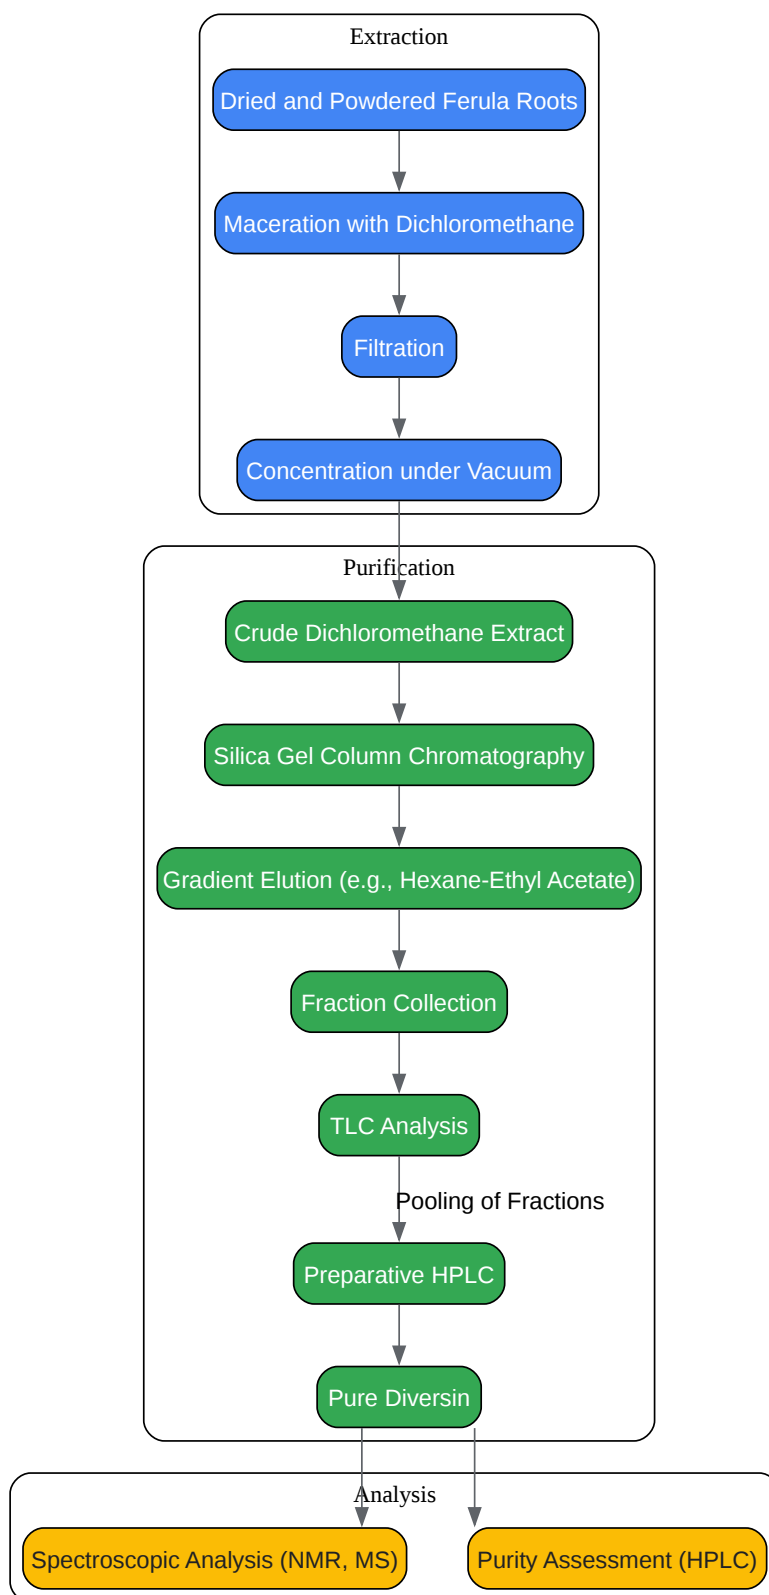 Extraction
Dried and Powdered Ferula Roots
Maceration with Dichloromethane
Filtration
Concentration under Vacuum
Purification
Crude Dichloromethane Extract
Silica Gel Column Chromatography
Gradient Elution (e.g., Hexane-Ethyl Acetate)
Fraction Collection
TLC Analysis
Pooling of Fractions
Preparative HPLC
Pure Diversin
Analysis
Spectroscopic Analysis (NMR, MS)
Purity Assessment (HPLC)